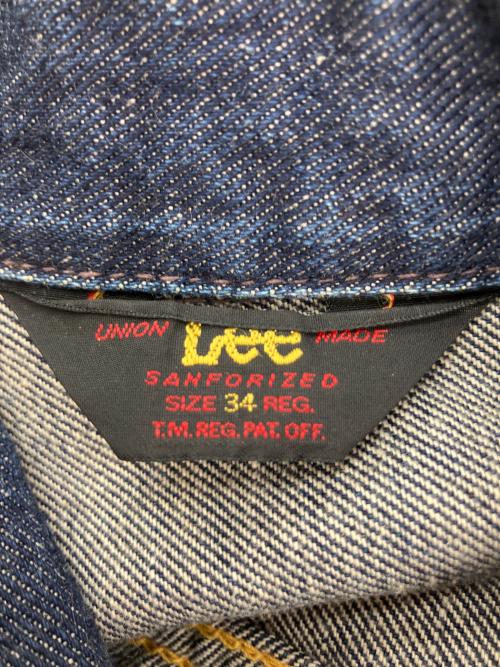 UNION Lee MADE
SANFORIZED
SIZE 34 REG.
T.M. REG. PAT. OFF.